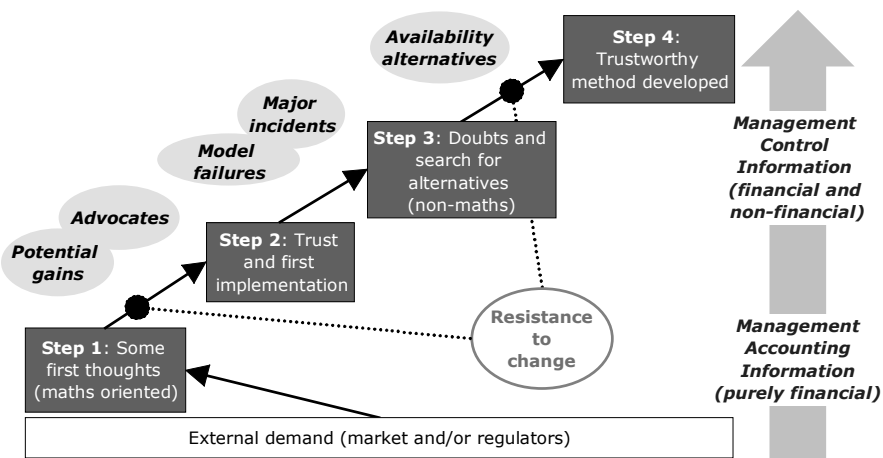 Availability
alternatives
Step 4:
Trustworthy
method developed
Major
incidents
Model
failures
Step 3: Doubts and
search for
alternatives
(non-maths)
Management
Control
Information
(financial and
non-financial)
Advocates
Potential
gains
Step 2: Trust
and first
implementation
Resistance
to
change
Step 1: Some
first thoughts
(maths oriented)
Management
Accounting
Information
(purely financial)
External demand (market and/or regulators)